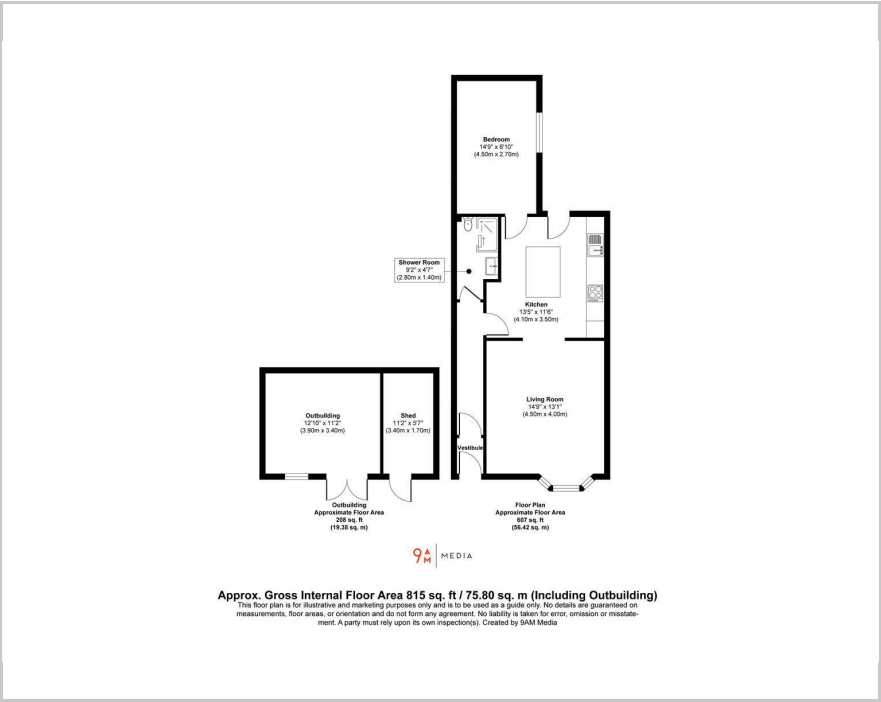 Bedroom
14'9" x 8'10"
(4.50m x 2.70m)
Shower Room
9'2" x 4'7"
(2.80m x 1.40m)
Kitchen
13'5" x 11'6"
(4.10m x 3.50m)
Outbuilding
12'10" x 11'2"
(3.90m x 3.40m)
Shed
11'2" x 5'7"
(3.40m x 1.70m)
Living Room
14'9" x 13'1"
(4.50m x 4.00m)
Vestibule
Outbuilding
Approximate Floor Area
208 sq. ft
(19.38 sq. m)
Floor Plan
Approximate Floor Area
607 sq. ft
(56.42 sq. m)
9AM MEDIA
Approx. Gross Internal Floor Area 815 sq. ft / 75.80 sq. m (Including Outbuilding)
This floor plan is for illustrative and marketing purposes only and is to be used as a guide only. No details are guaranteed on
measurements, floor areas, or orientation and do not form any agreement. No liability is taken for error, omission or misstate-
ment. A party must rely upon its own inspection(s). Created by 9AM Media